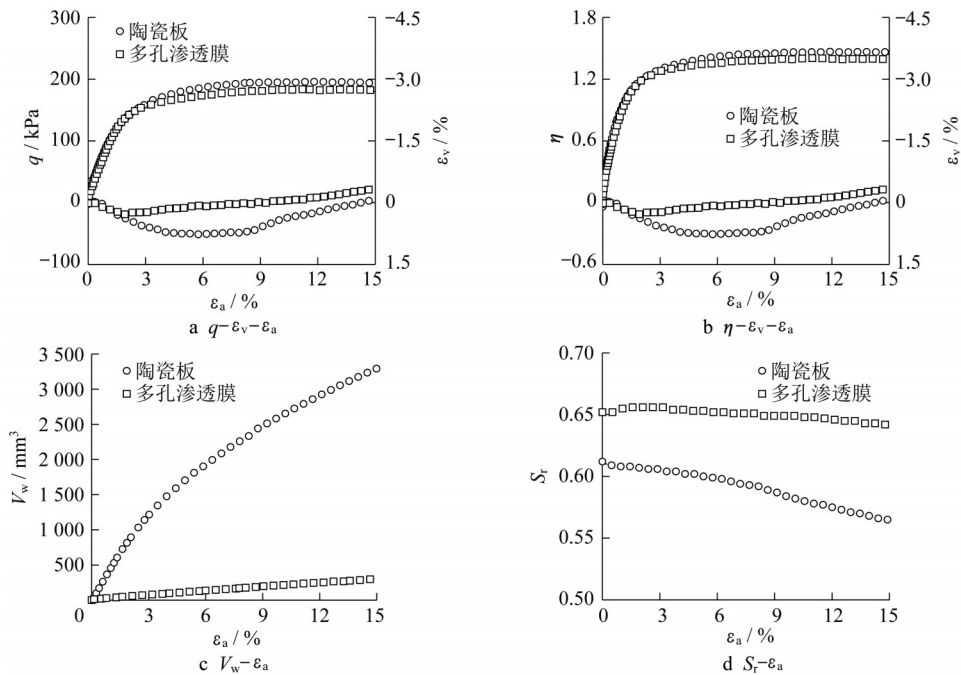 300
200
100
0
−100
q / kPa
−4.5
−3.0
−1.5
0
1.5
εv / %
陶瓷板
多孔渗透膜
0 3 6 9 12 15
εa / %
a q−εv−εa
1.8
1.2
0.6
0
−0.6
η
−4.5
−3.0
−1.5
0
1.5
εv / %
陶瓷板
多孔渗透膜
0 3 6 9 12 15
εa / %
b η−εv−εa
3 500
3 000
2 500
2 000
1 500
1 000
500
Vw / mm³
陶瓷板
多孔渗透膜
0 3 6 9 12 15
εa / %
c Vw−εa
0.70
0.65
0.60
0.55
0.50
Sr
陶瓷板
多孔渗透膜
0 3 6 9 12 15
εa / %
d Sr−εa